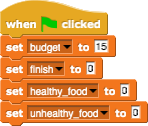 when clicked
set budget to 15
set finish to 0
set healthy_food to 0
set unhealthy_food to 0